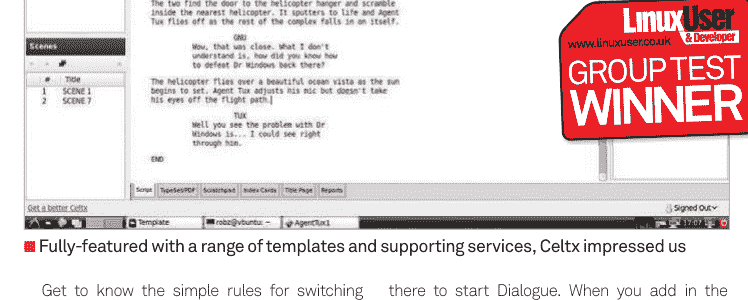 The two find the door to the helicopter hanger and scramble
inside the nearest helicopter. It sputters to life and Agent
Tux flies off as the rest of the complex falls in on itself.
GNU
Wow, that was close. What I don't
understand is, how did you know how
to defeat Dr Windows back there?
The helicopter flies over a beautiful ocean vista as the sun
begins to set. Agent Tux adjusts his mic but doesn't take
his eyes off the flight path.
TUX
Well you see the problem with Dr
Windows is... I could see right
through him.
END
Scenes
# Title
1 SCENE 1
2 SCENE 7
LinuxUser
& Developer
www.linuxuser.co.uk
GROUP TEST
WINNER
Script TypeSet/PDF Scratchpad Index Cards Title Page Reports
Get a better Celtx
Signed Out
Template robz@vbuntu: ~ AgentTux1 17:07
Fully-featured with a range of templates and supporting services, Celtx impressed us
Get to know the simple rules for switching
there to start Dialogue. When you add in the